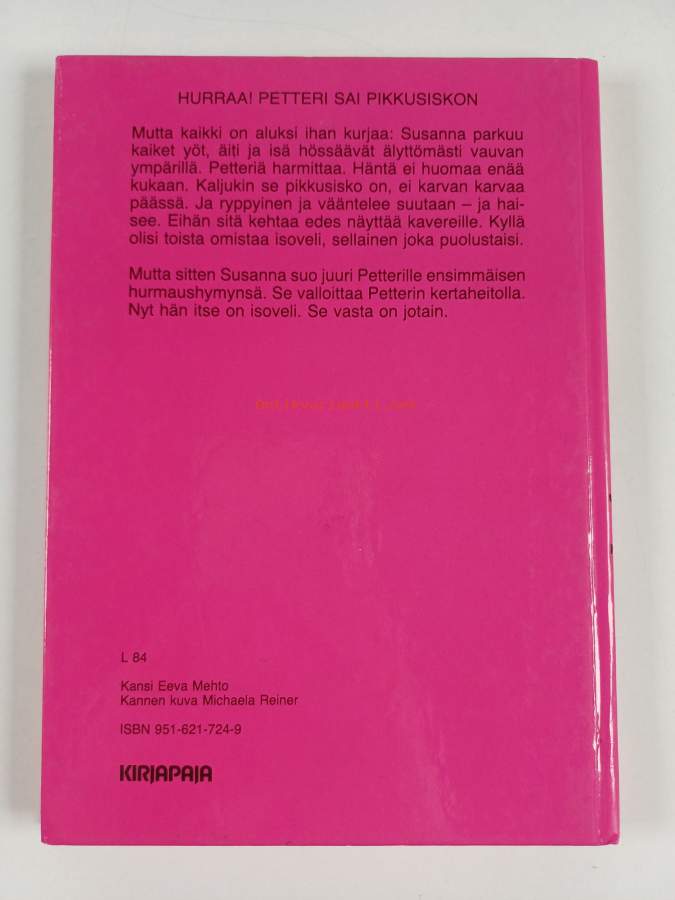 HURRAA! PETTERI SAI PIKKUSISKON
Mutta kaikki on aluksi ihan kurjaa: Susanna parkuu
kaiket yöt, äiti ja isä hössäävät älyttömästi vauvan
ympärillä. Petteriä harmittaa. Häntä ei huomaa enää
kukaan. Kaljukin se pikkusisko on, ei karvan karvaa
päässä. Ja ryppyinen ja vääntelee suutaan – ja hai-
see. Eihän sitä kehtaa edes näyttää kavereille. Kyllä
olisi toista omistaa isoveli, sellainen joka puolustaisi.
Mutta sitten Susanna suo juuri Petterille ensimmäisen
hurmaushymynsä. Se valloittaa Petterin kertaheitolla.
Nyt hän itse on isoveli. Se vasta on jotain.
L 84
Kansi Eeva Mehto
Kannen kuva Michaela Reiner
ISBN 951-621-724-9
KIRJAPAJA